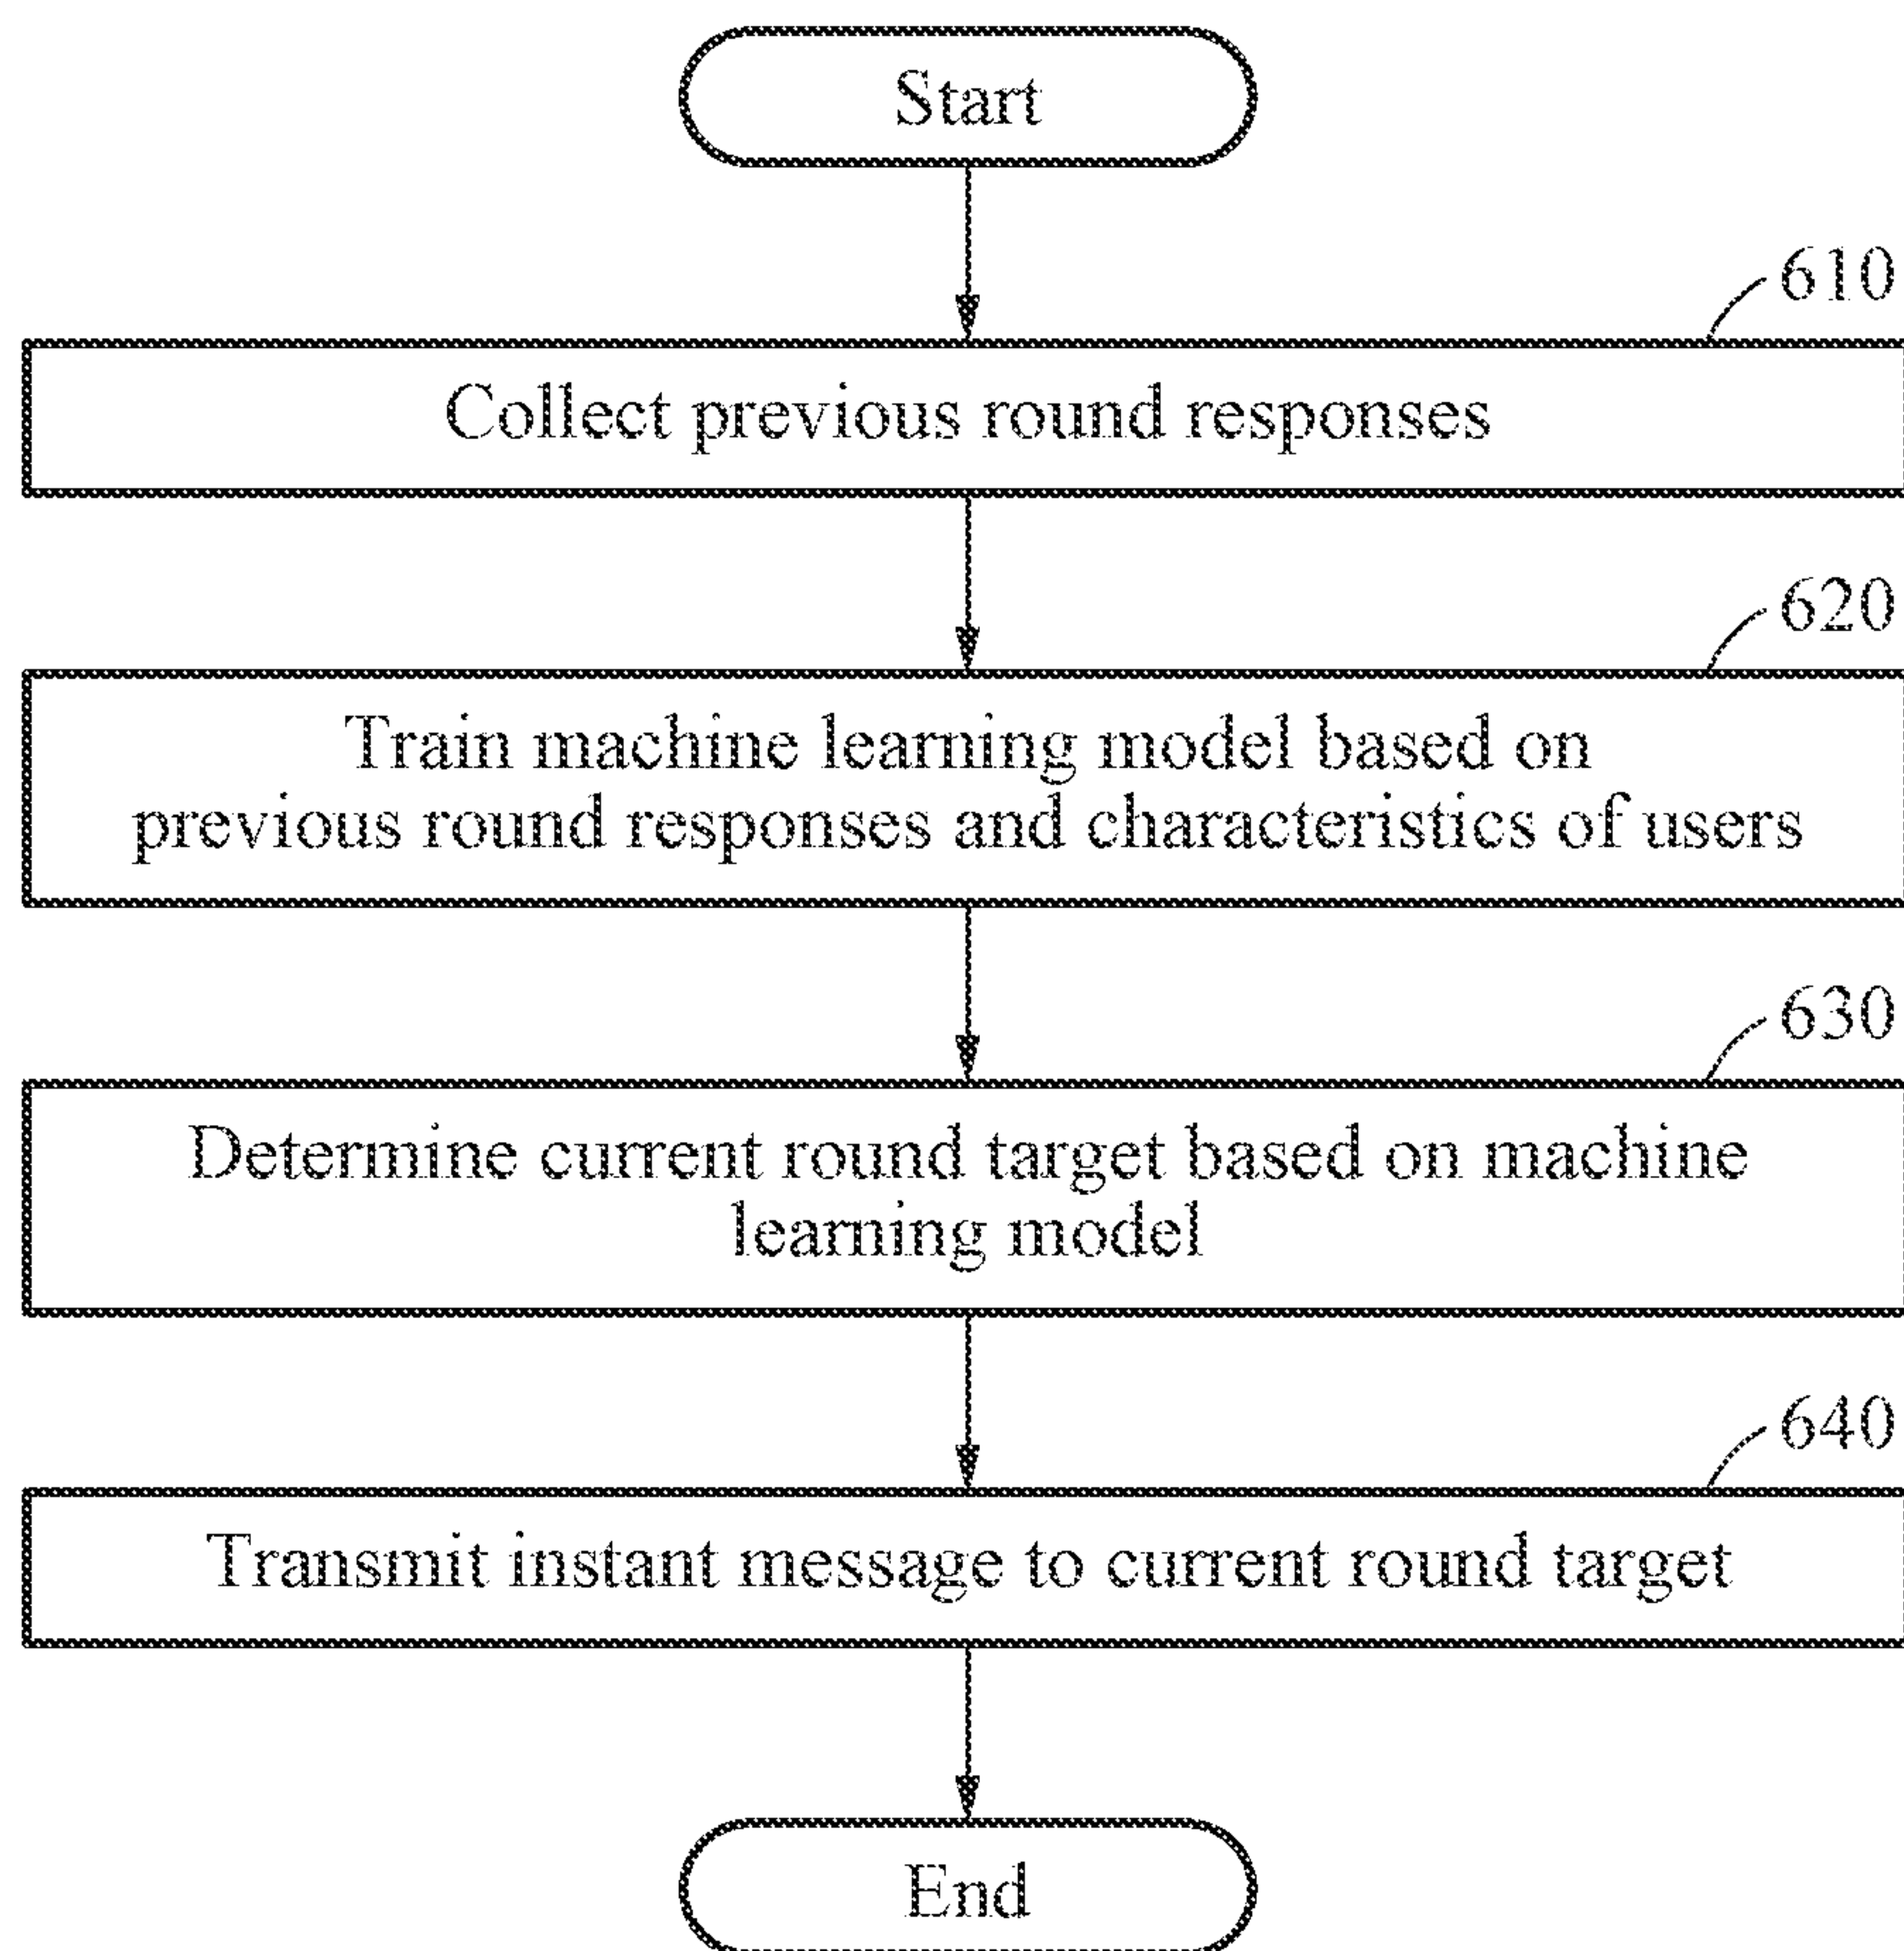 Start
610
Collect previous round responses
620
Train machine learning model based on
previous round responses and characteristics of users
630
Determine current round target based on machine
learning model
640
Transmit instant message to current round target
End